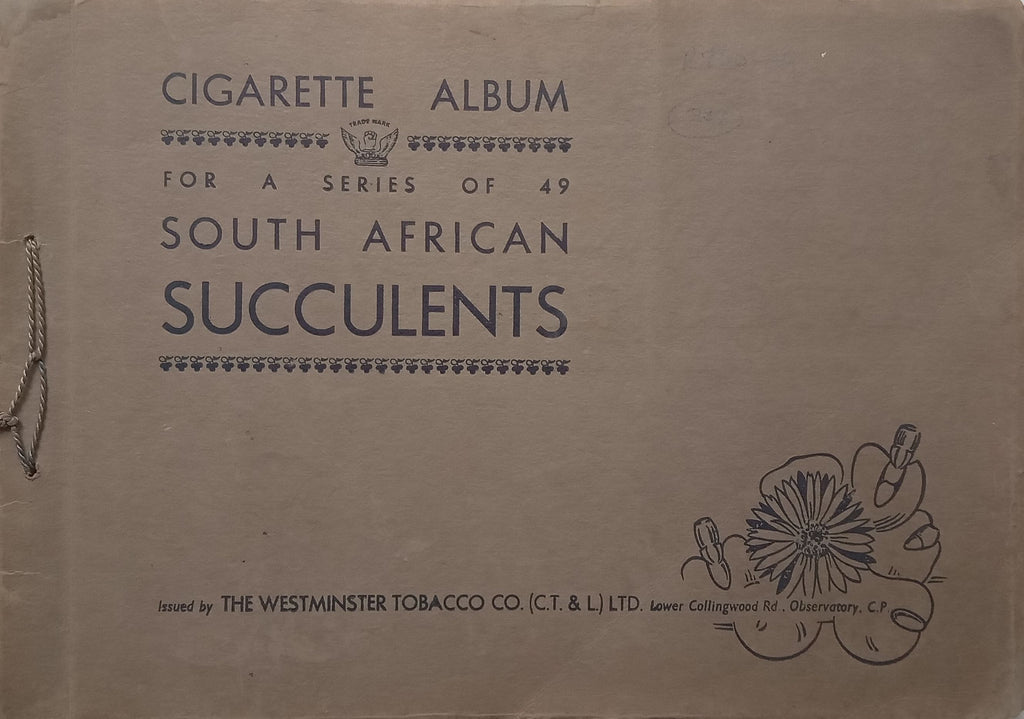 CIGARETTE ALBUM
TRADE MARK
FOR A SERIES OF 49
SOUTH AFRICAN
SUCCULENTS
Issued by THE WESTMINSTER TOBACCO CO. (C.T. & L.) LTD. Lower Collingwood Rd., Observatory, C.P.